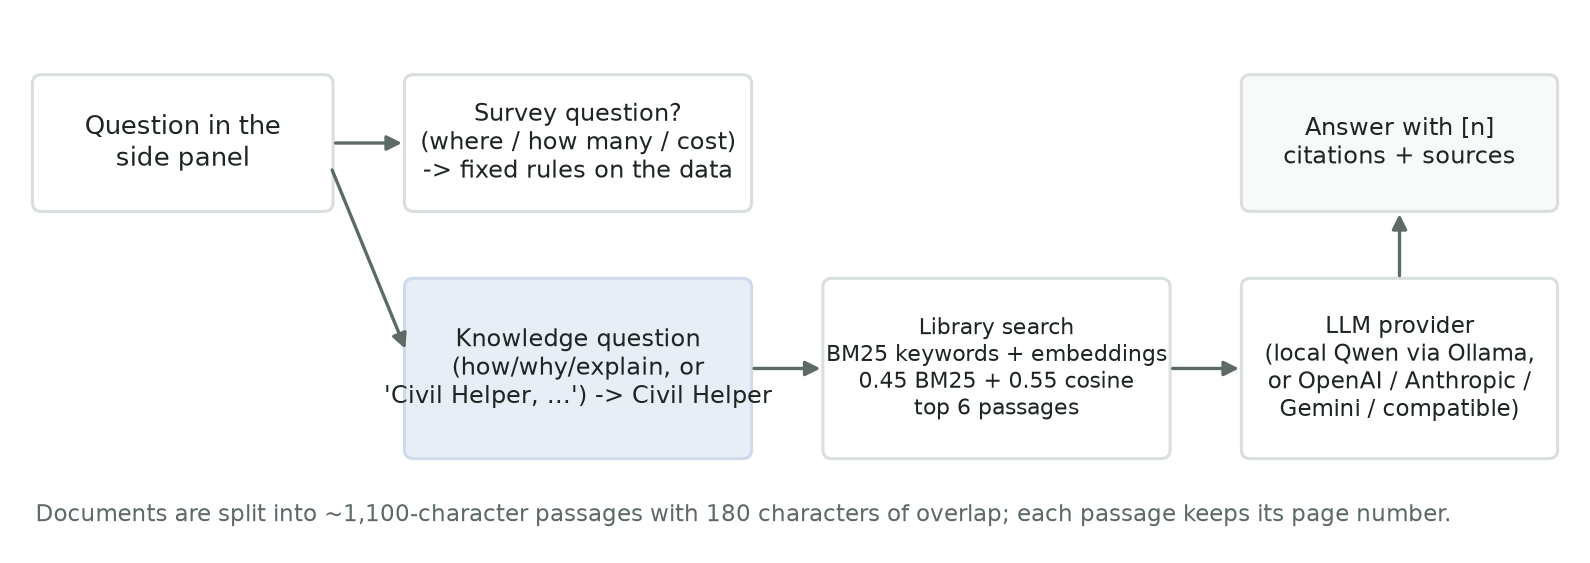 Question in the
side panel
Survey question?
(where / how many / cost)
-> fixed rules on the data
Answer with [n]
citations + sources
Knowledge question
(how/why/explain, or
'Civil Helper, ...') -> Civil Helper
Library search
BM25 keywords + embeddings
0.45 BM25 + 0.55 cosine
top 6 passages
LLM provider
(local Qwen via Ollama,
or OpenAI / Anthropic /
Gemini / compatible)
Documents are split into ~1,100-character passages with 180 characters of overlap; each passage keeps its page number.